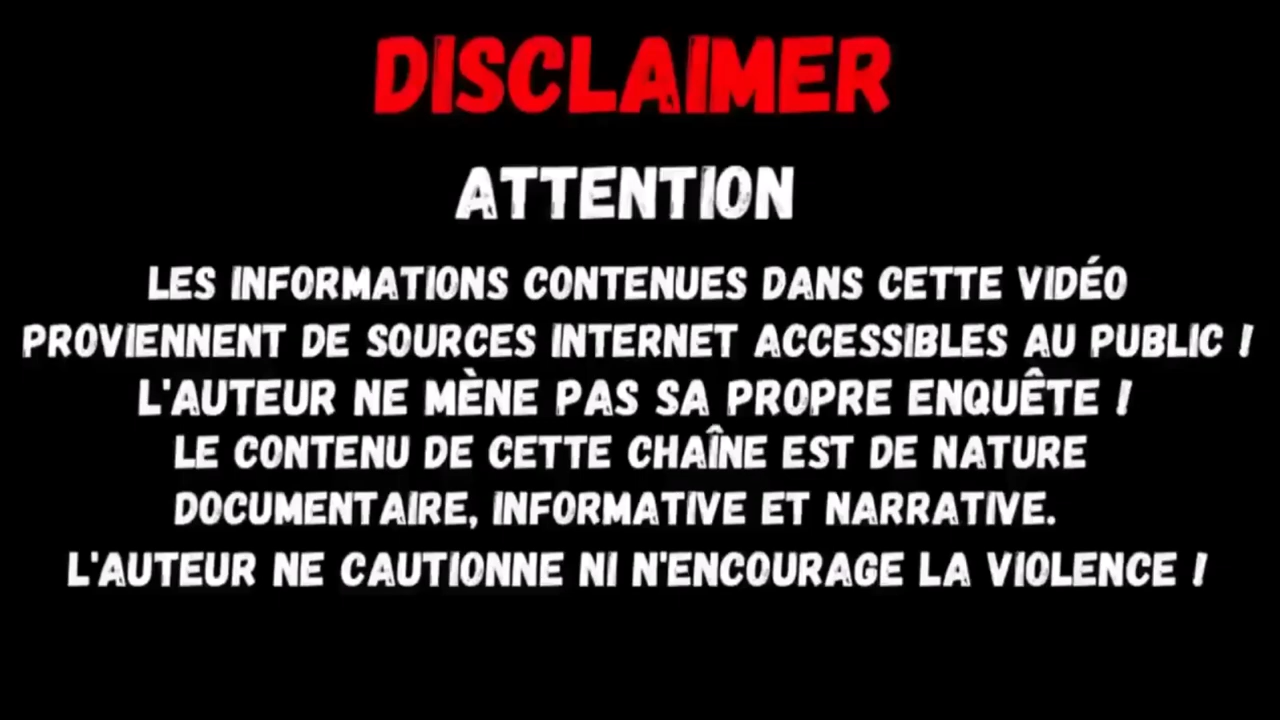 DISCLAIMER
ATTENTION
LES INFORMATIONS CONTENUES DANS CETTE VIDÉO
PROVIENNENT DE SOURCES INTERNET ACCESSIBLES AU PUBLIC !
L'AUTEUR NE MÈNE PAS SA PROPRE ENQUÊTE !
LE CONTENU DE CETTE CHAÎNE EST DE NATURE
DOCUMENTAIRE, INFORMATIVE ET NARRATIVE.
L'AUTEUR NE CAUTIONNE NI N'ENCOURAGE LA VIOLENCE !